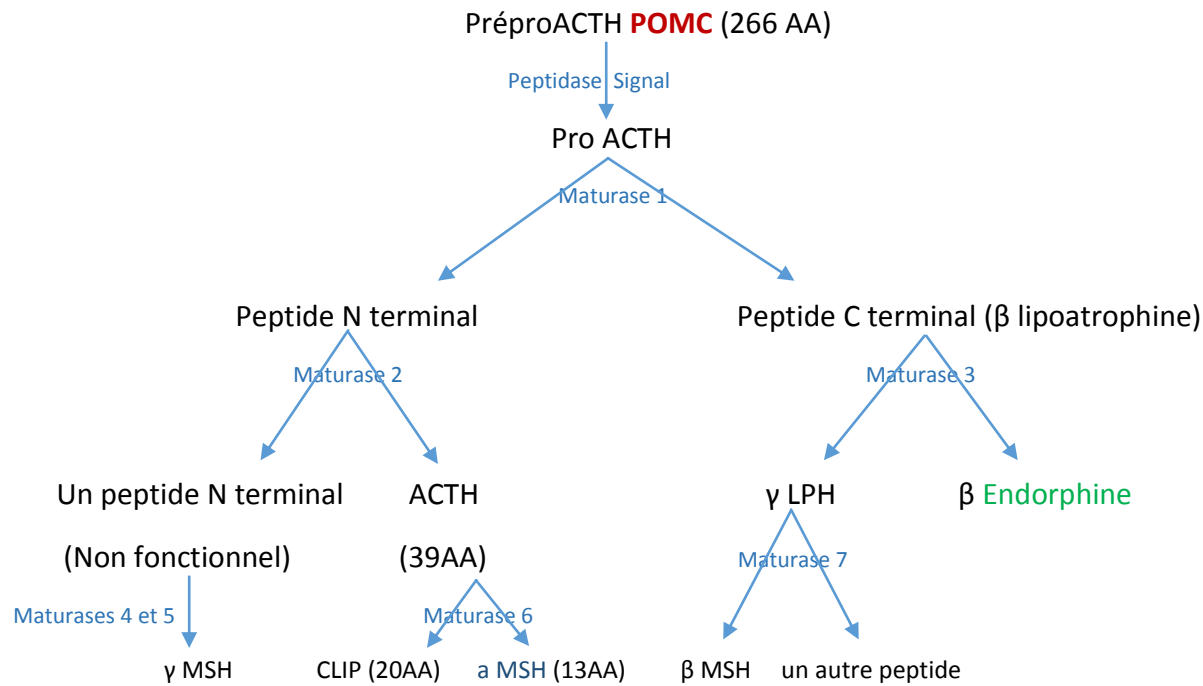 PréproACTH POMC (266 AA)
Peptidase Signal
Pro ACTH
Maturase 1
Peptide N terminal
Peptide C terminal (β lipoatrophine)
Maturase 2
Maturase 3
Un peptide N terminal
ACTH
γ LPH
β Endorphine
(Non fonctionnel)
(39AA)
Maturase 7
Maturases 4 et 5
Maturase 6
γ MSH
CLIP (20AA)
a MSH (13AA)
β MSH
un autre peptide